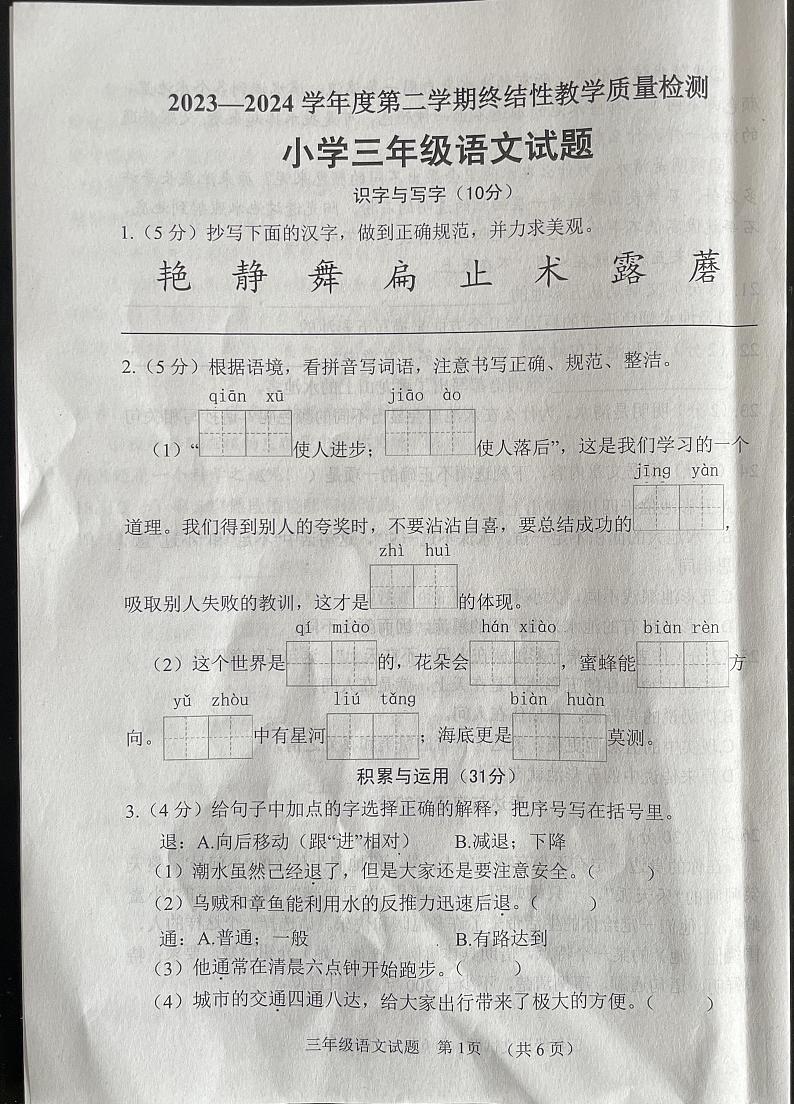 2023—2024学年度第二学期终结性教学质量检测
小学三年级语文试题
识字与写字（10分）
1.（5分）抄写下面的汉字，做到正确规范，并力求美观。
艳 静 舞 扁 止 术 露 蘑
2.（5分）根据语境，看拼音写词语，注意书写正确、规范、整洁。
qiān xū jiāo ào
（1）“ 使人进步； 使人落后”，这是我们学习的一个
jīng yàn
道理。我们得到别人的夸奖时，不要沾沾自喜，要总结成功的 ，
zhì huì
吸取别人失败的教训，这才是 的体现。
qí miào hán xiào biàn rèn
（2）这个世界是 的，花朵会 ，蜜蜂能 方
yǔ zhòu liú tǎng biàn huàn
向。 中有星河 ；海底更是 莫测。
积累与运用（31分）
3.（4分）给句子中加点的字选择正确的解释，把序号写在括号里。
退：A.向后移动（跟“进”相对） B.减退；下降
（1）潮水虽然己经退了，但是大家还是要注意安全。（ ）
（2）乌贼和章鱼能利用水的反推力迅速后退。（ ）
通：A.普通；一般 B.有路达到
（3）他通常在清晨六点钟开始跑步。（ ）
（4）城市的交通四通八达，给大家出行带来了极大的方便。（ ）
三年级语文试题 第1页 （共6页）